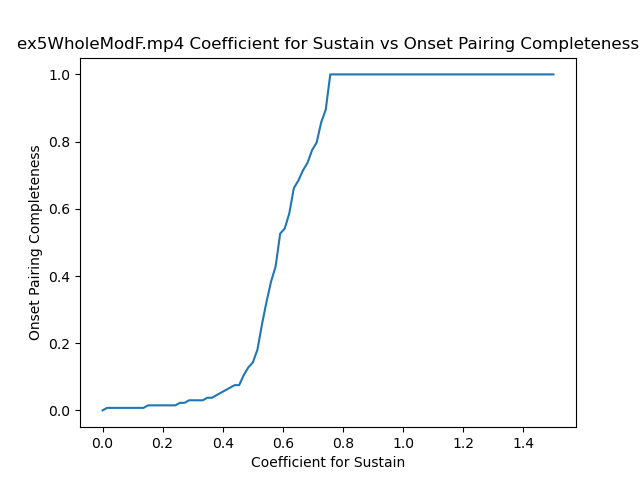 ex5WholeModF.mp4 Coefficient for Sustain vs Onset Pairing Completeness
1.0
0.8
0.6
0.4
0.2
0.0
Onset Pairing Completeness
0.0 0.2 0.4 0.6 0.8 1.0 1.2 1.4
Coefficient for Sustain